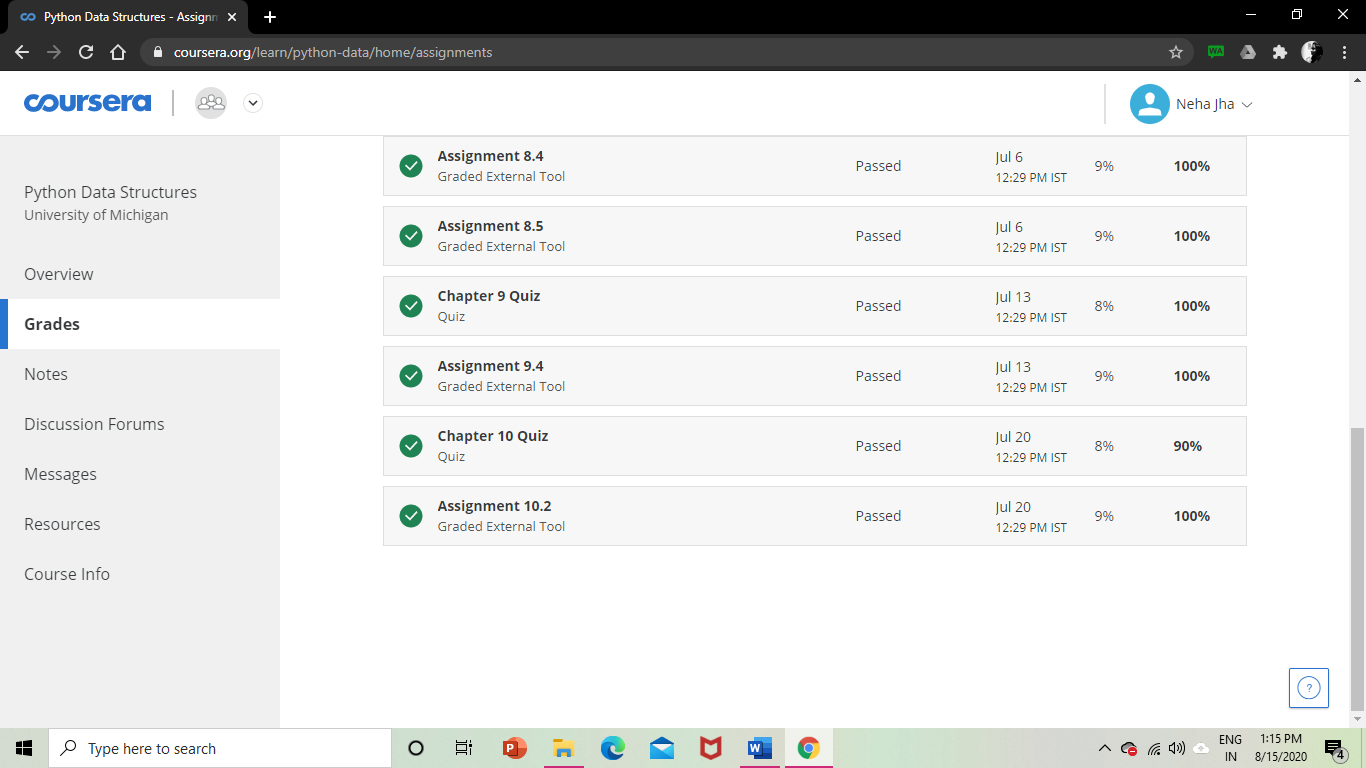 Python Data Structures - Assignm
coursera.org/learn/python-data/home/assignments
WA
coursera
Neha Jha
Python Data Structures
University of Michigan
Overview
Grades
Notes
Discussion Forums
Messages
Resources
Course Info
Assignment 8.4
Graded External Tool
Passed
Jul 6
12:29 PM IST
9%
100%
Assignment 8.5
Graded External Tool
Passed
Jul 6
12:29 PM IST
9%
100%
Chapter 9 Quiz
Quiz
Passed
Jul 13
12:29 PM IST
8%
100%
Assignment 9.4
Graded External Tool
Passed
Jul 13
12:29 PM IST
9%
100%
Chapter 10 Quiz
Quiz
Passed
Jul 20
12:29 PM IST
8%
90%
Assignment 10.2
Graded External Tool
Passed
Jul 20
12:29 PM IST
9%
100%
?
Type here to search
ENG
IN
1:15 PM
8/15/2020
4